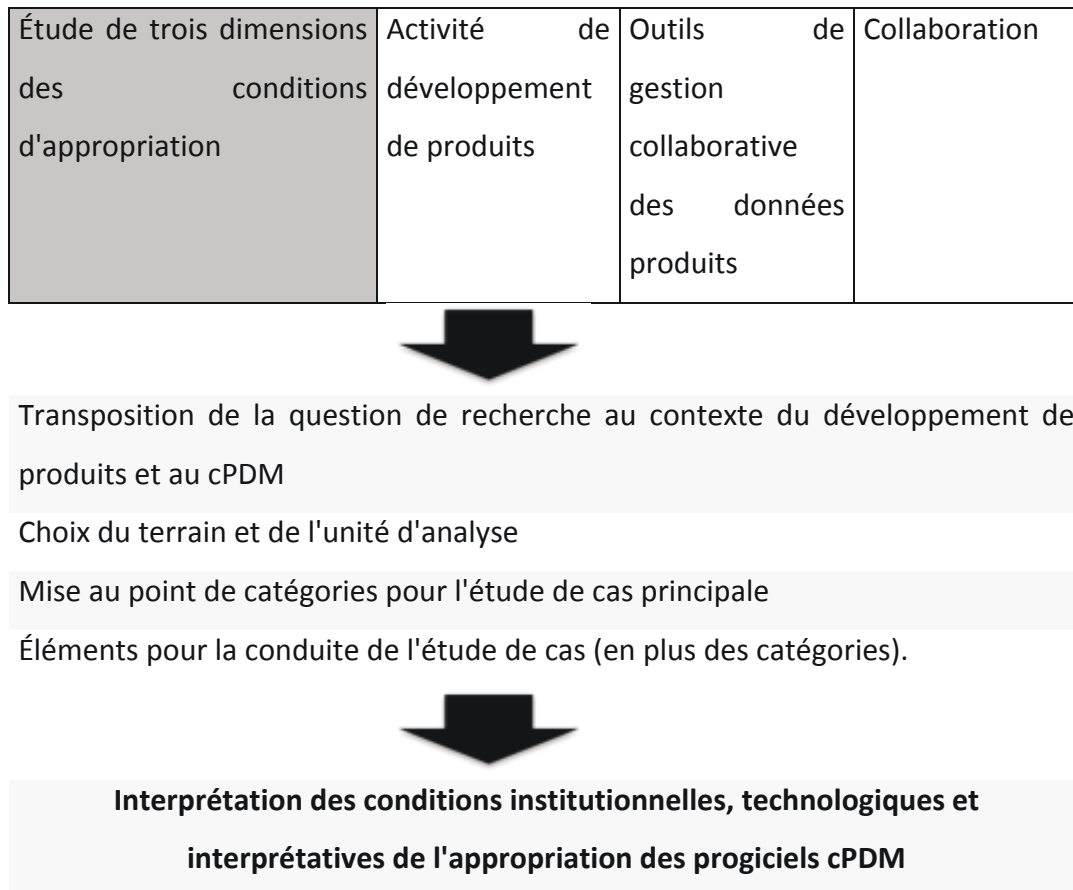 Étude de trois dimensions
des conditions
d'appropriation
Activité de
développement
de produits
Outils de
gestion
collaborative
des données
produits
Collaboration
Transposition de la question de recherche au contexte du développement de
produits et au cPDM
Choix du terrain et de l'unité d'analyse
Mise au point de catégories pour l'étude de cas principale
Éléments pour la conduite de l'étude de cas (en plus des catégories).
Interprétation des conditions institutionnelles, technologiques et
interprétatives de l'appropriation des progiciels cPDM